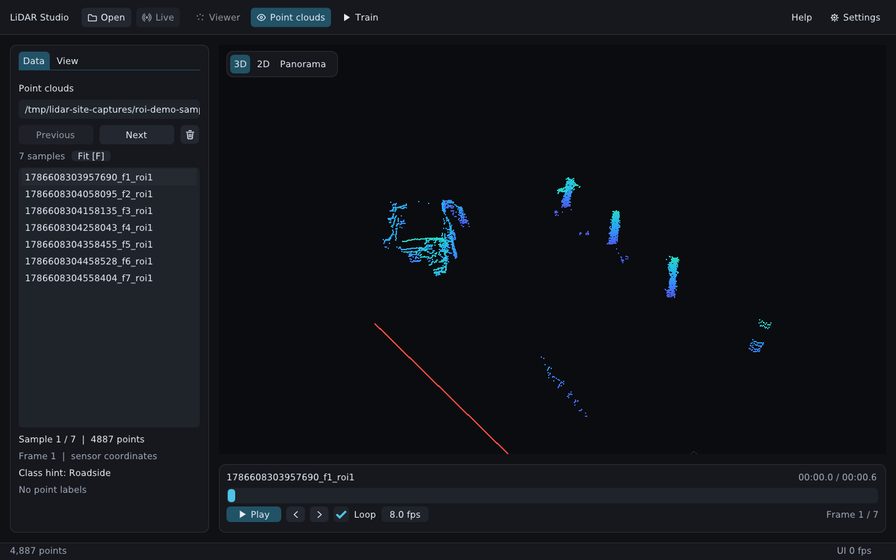 LiDAR Studio Open Live Viewer Point clouds Train Help Settings
Data View
3D 2D Panorama
Point clouds
/tmp/lidar-site-captures/roi-demo-sam
Previous Next
7 samples Fit [F]
1786608303957690_f1_roi1
1786608304058095_f2_roi1
1786608304158135_f3_roi1
1786608304258043_f4_roi1
1786608304358455_f5_roi1
1786608304458528_f6_roi1
1786608304558404_f7_roi1
Sample 1 / 7 | 4887 points
Frame 1 | sensor coordinates
Class hint: Roadside
No point labels
1786608303957690_f1_roi1 00:00.0 / 00:00.6
Play Loop 8.0 fps Frame 1 / 7
4,887 points UI 0 fps